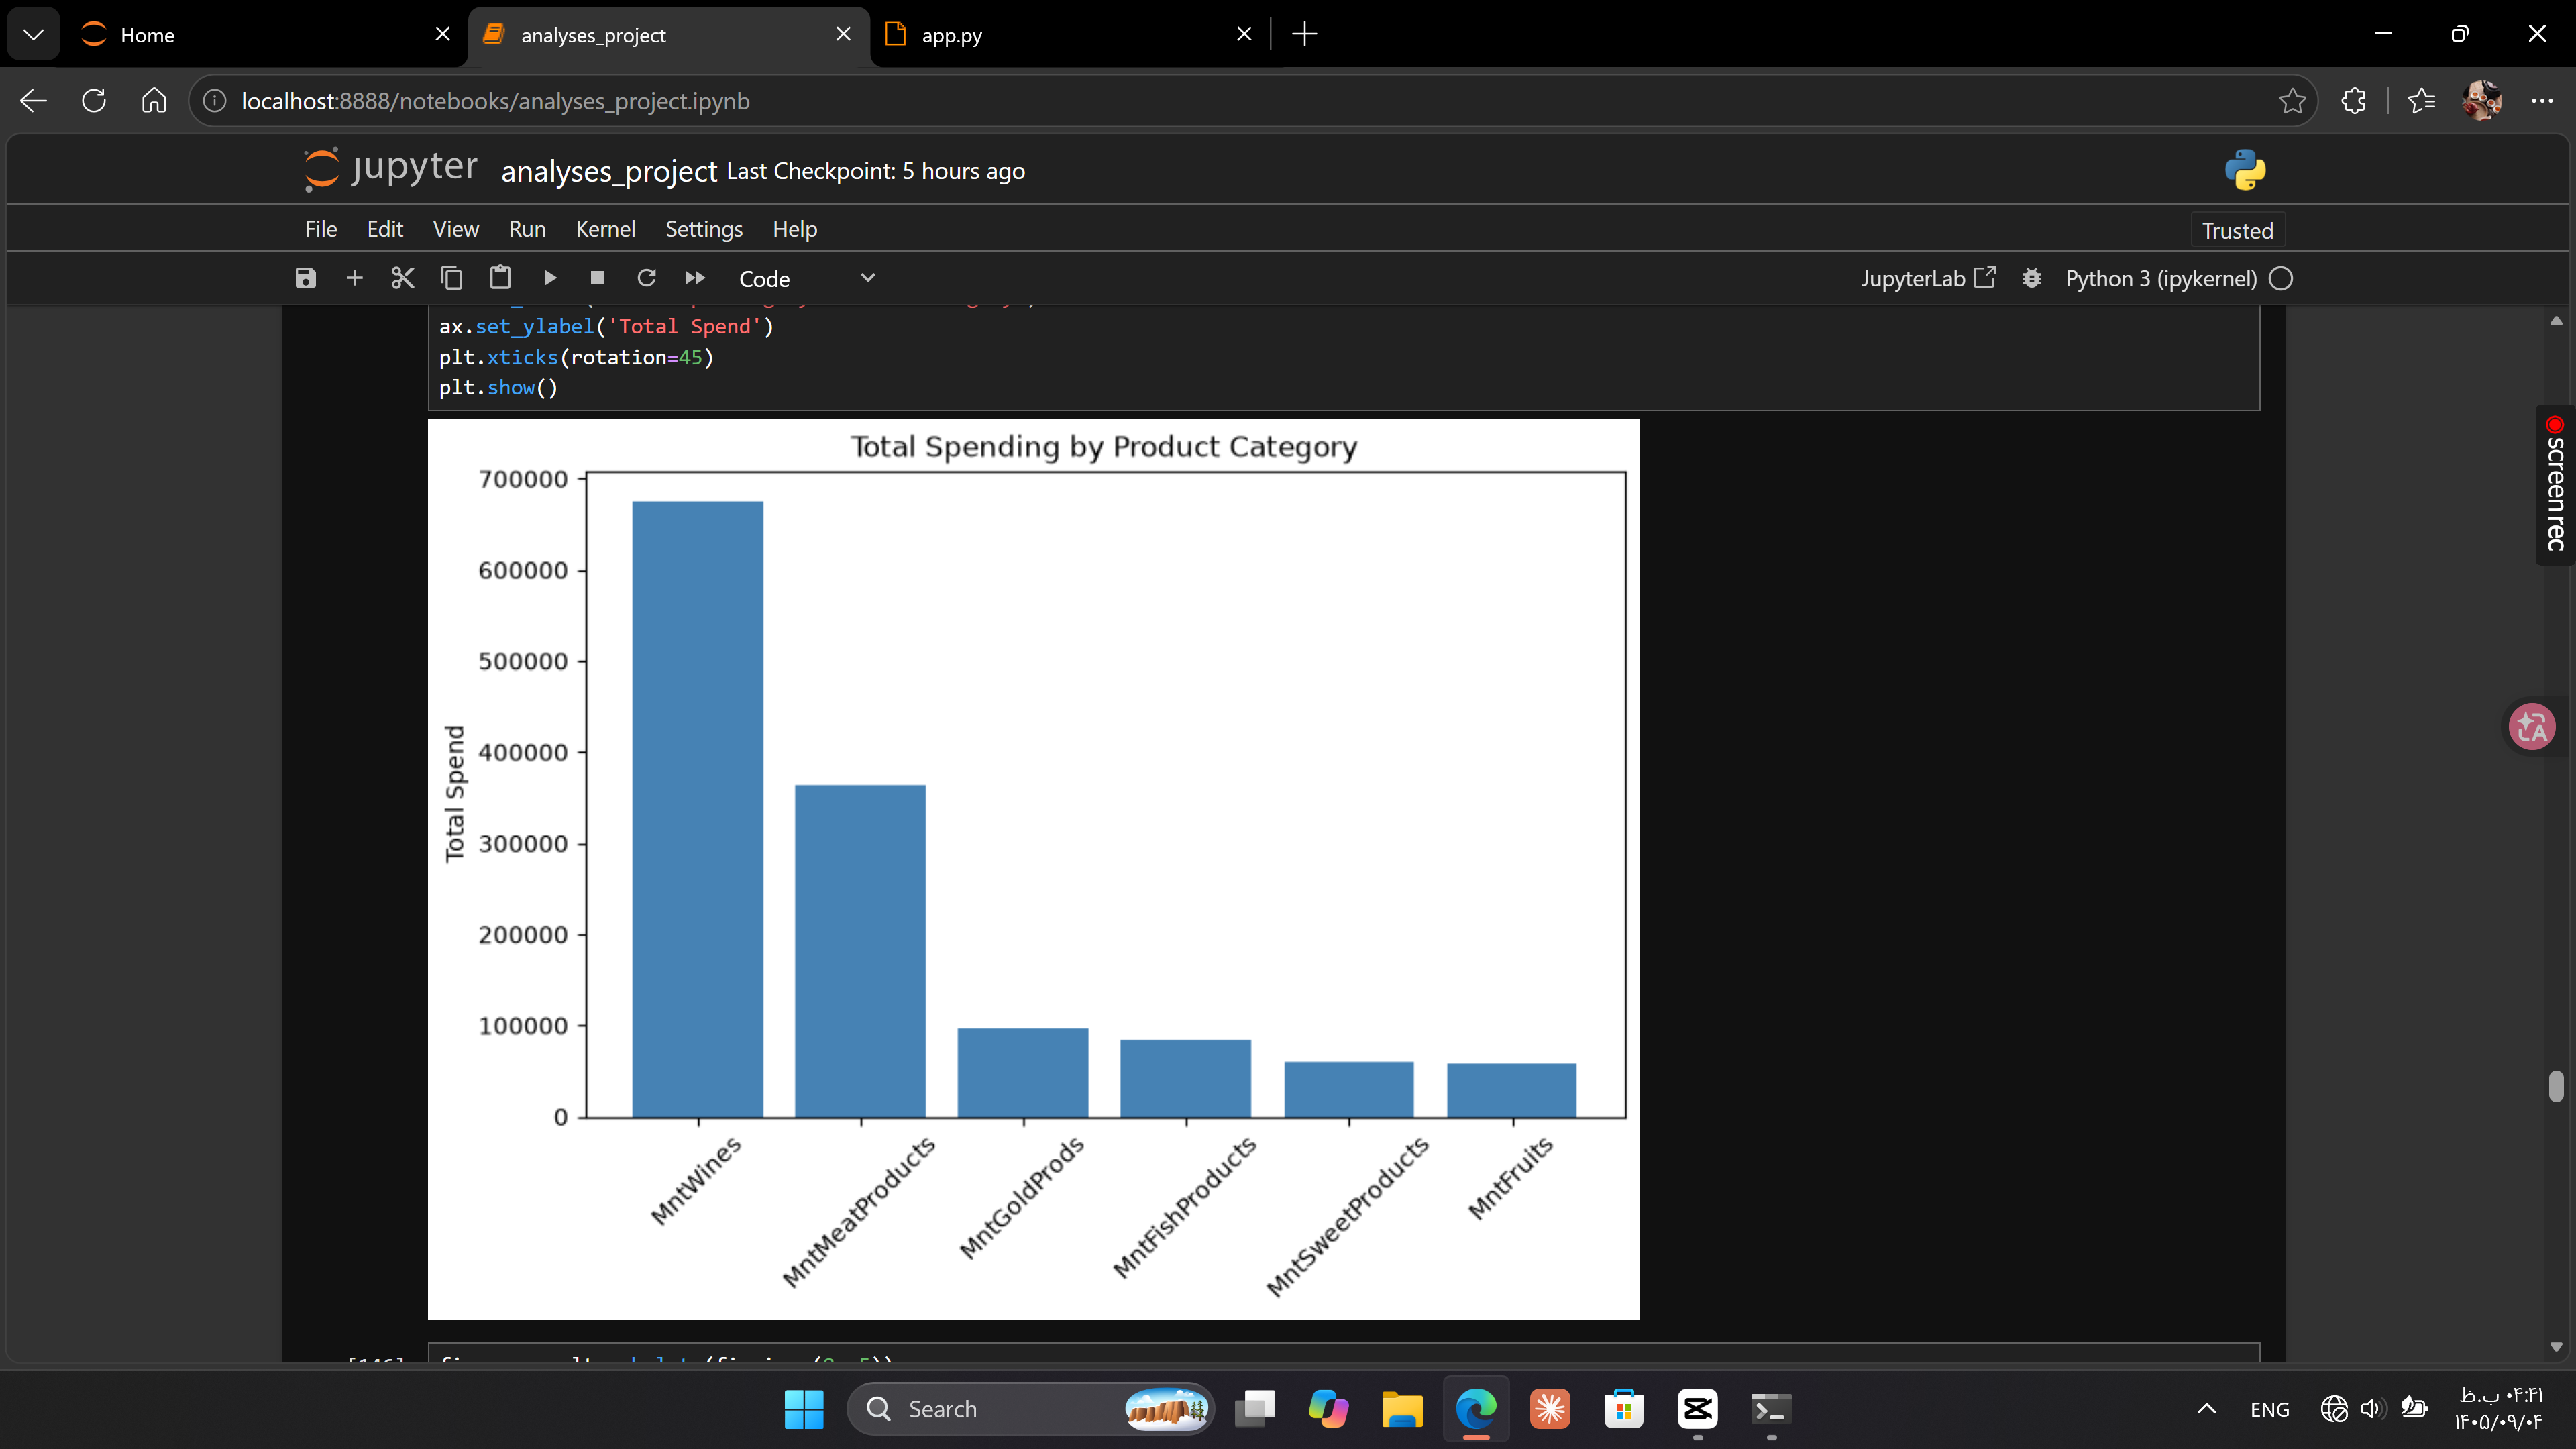 Home
analyses_project
app.py
localhost:8888/notebooks/analyses_project.ipynb
jupyter analyses_project Last Checkpoint: 5 hours ago
File Edit View Run Kernel Settings Help
Trusted
Code
JupyterLab
Python 3 (ipykernel)
ax.set_ylabel('Total Spend')
plt.xticks(rotation=45)
plt.show()
Total Spending by Product Category
700000
600000
500000
400000
300000
200000
100000
0
Total Spend
MntWines
MntMeatProducts
MntGoldProds
MntFishProducts
MntSweetProducts
MntFruits
screenrec
Search
ENG
۰۴:۴۱ ب.ظ
۱۴۰۵/۰۹/۰۴